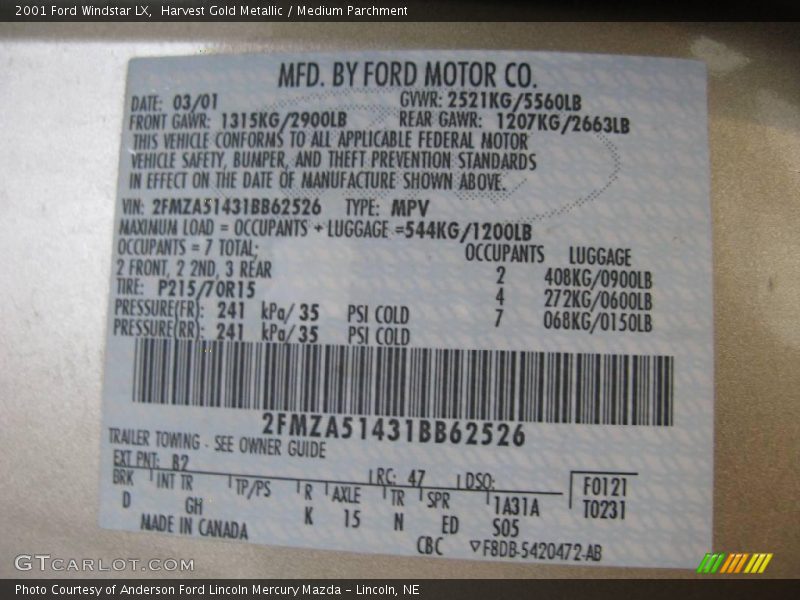 2001 Ford Windstar LX,  Harvest Gold Metallic / Medium Parchment
MFD. BY FORD MOTOR CO.
DATE: 03/01 GVWR: 2521KG/5560LB
FRONT GAWR: 1315KG/2900LB REAR GAWR: 1207KG/2663LB
THIS VEHICLE CONFORMS TO ALL APPLICABLE FEDERAL MOTOR
VEHICLE SAFETY, BUMPER, AND THEFT PREVENTION STANDARDS
IN EFFECT ON THE DATE OF MANUFACTURE SHOWN ABOVE.
VIN: 2FMZA51431BB62526 TYPE: MPV
MAXIMUM LOAD = OCCUPANTS + LUGGAGE =544KG/1200LB
OCCUPANTS = 7 TOTAL; OCCUPANTS LUGGAGE
2 FRONT, 2 2ND, 3 REAR 2 408KG/0900LB
TIRE: P215/70R15 4 272KG/0600LB
PRESSURE(FR): 241 kPa/ 35 PSI COLD 7 068KG/0150LB
PRESSURE(RR): 241 kPa/ 35 PSI COLD
2FMZA51431BB62526
TRAILER TOWING - SEE OWNER GUIDE
EXT PNT: B2 RC: 47 DSO: F0121
BRK INT TR TP/PS R AXLE TR SPR 1A31A T0231
D GH K 15 N ED S05
MADE IN CANADA CBC ▽F8DB-5420472-AB
GTCARLOT.COM
Photo Courtesy of Anderson Ford Lincoln Mercury Mazda – Lincoln, NE